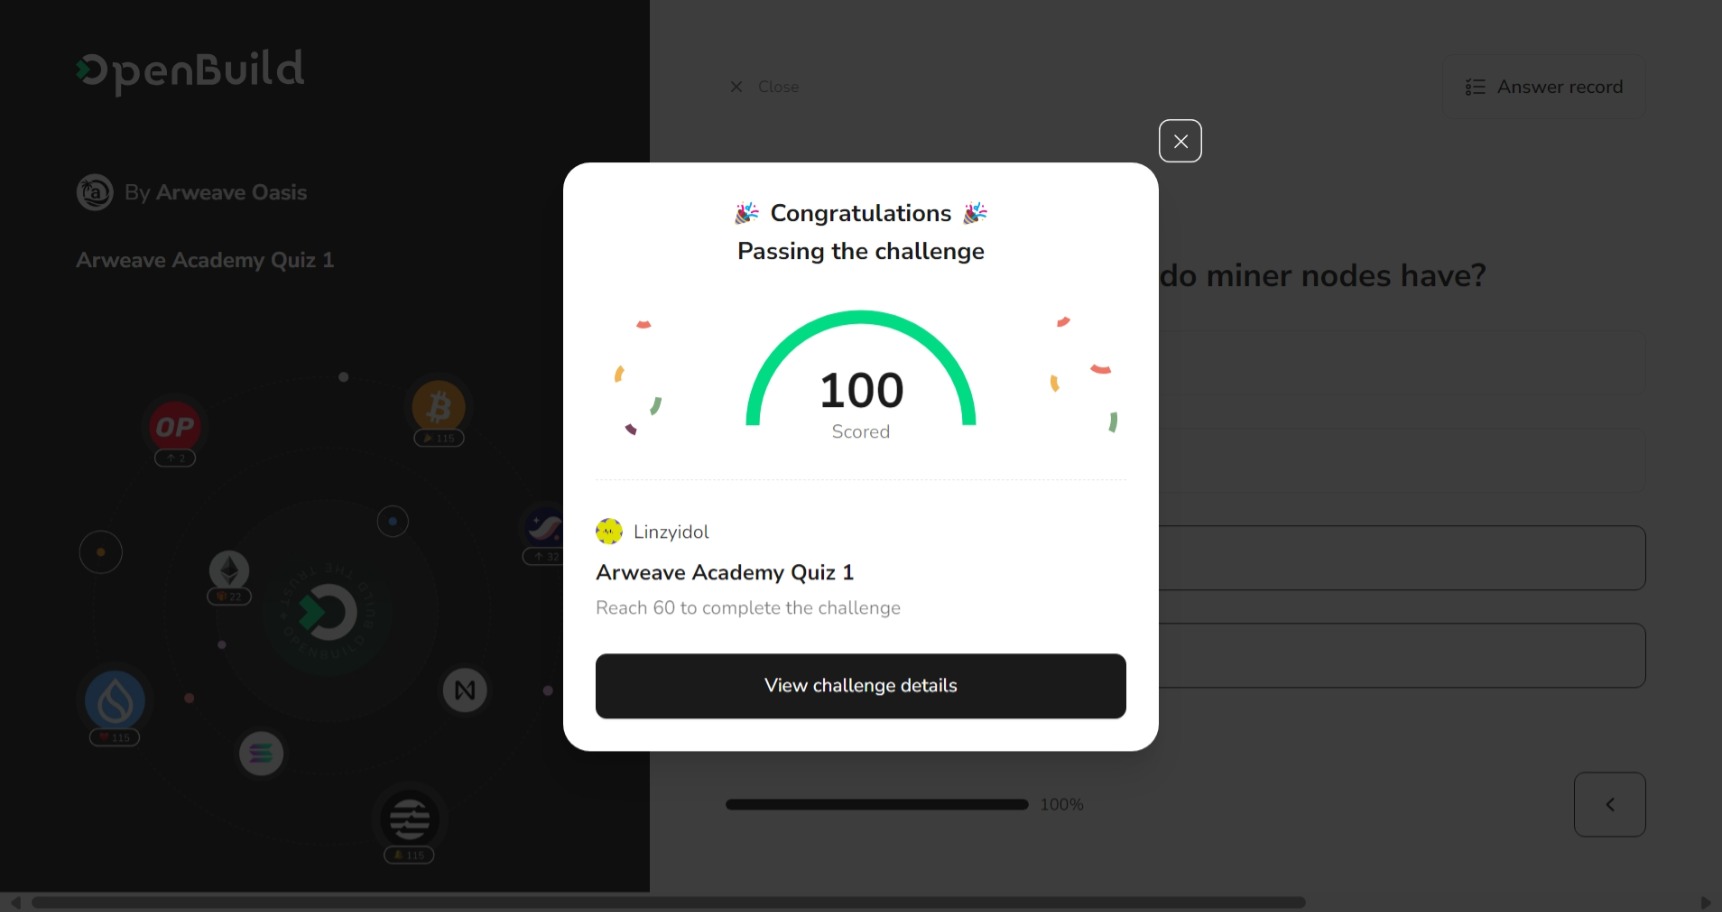 OpenBuild
By Arweave Oasis
Arweave Academy Quiz 1
OP
2
115
32
22
115
115
Close
Answer record
do miner nodes have?
Congratulations
Passing the challenge
100
Scored
Linzyidol
Arweave Academy Quiz 1
Reach 60 to complete the challenge
View challenge details
100%